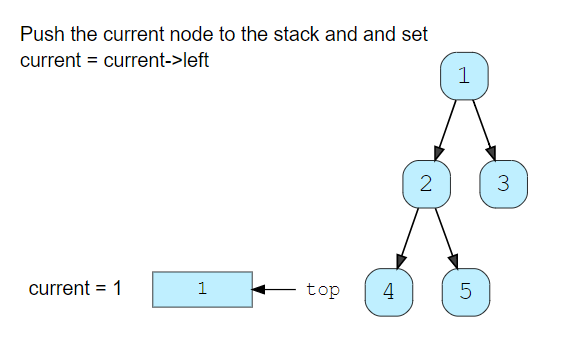 Push the current node to the stack and and set
current = current->left
1
2
3
current = 1
1
top
4
5